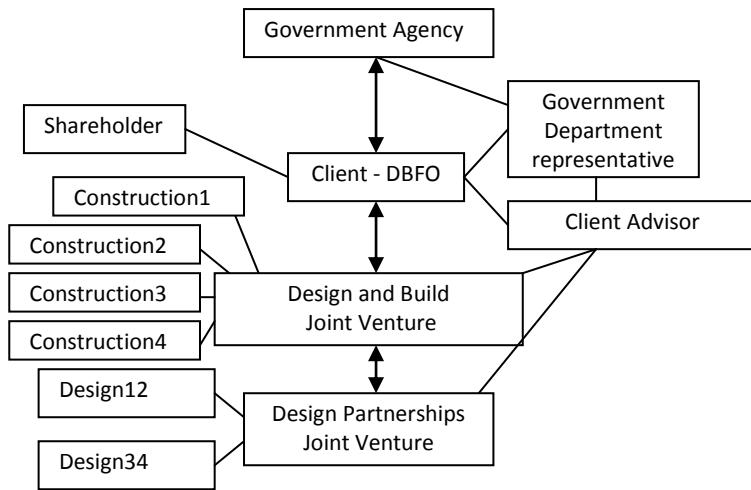 Government Agency
Government
Department
representative
Shareholder
Client - DBFO
Construction1
Client Advisor
Construction2
Construction3
Design and Build
Joint Venture
Construction4
Design12
Design Partnerships
Joint Venture
Design34